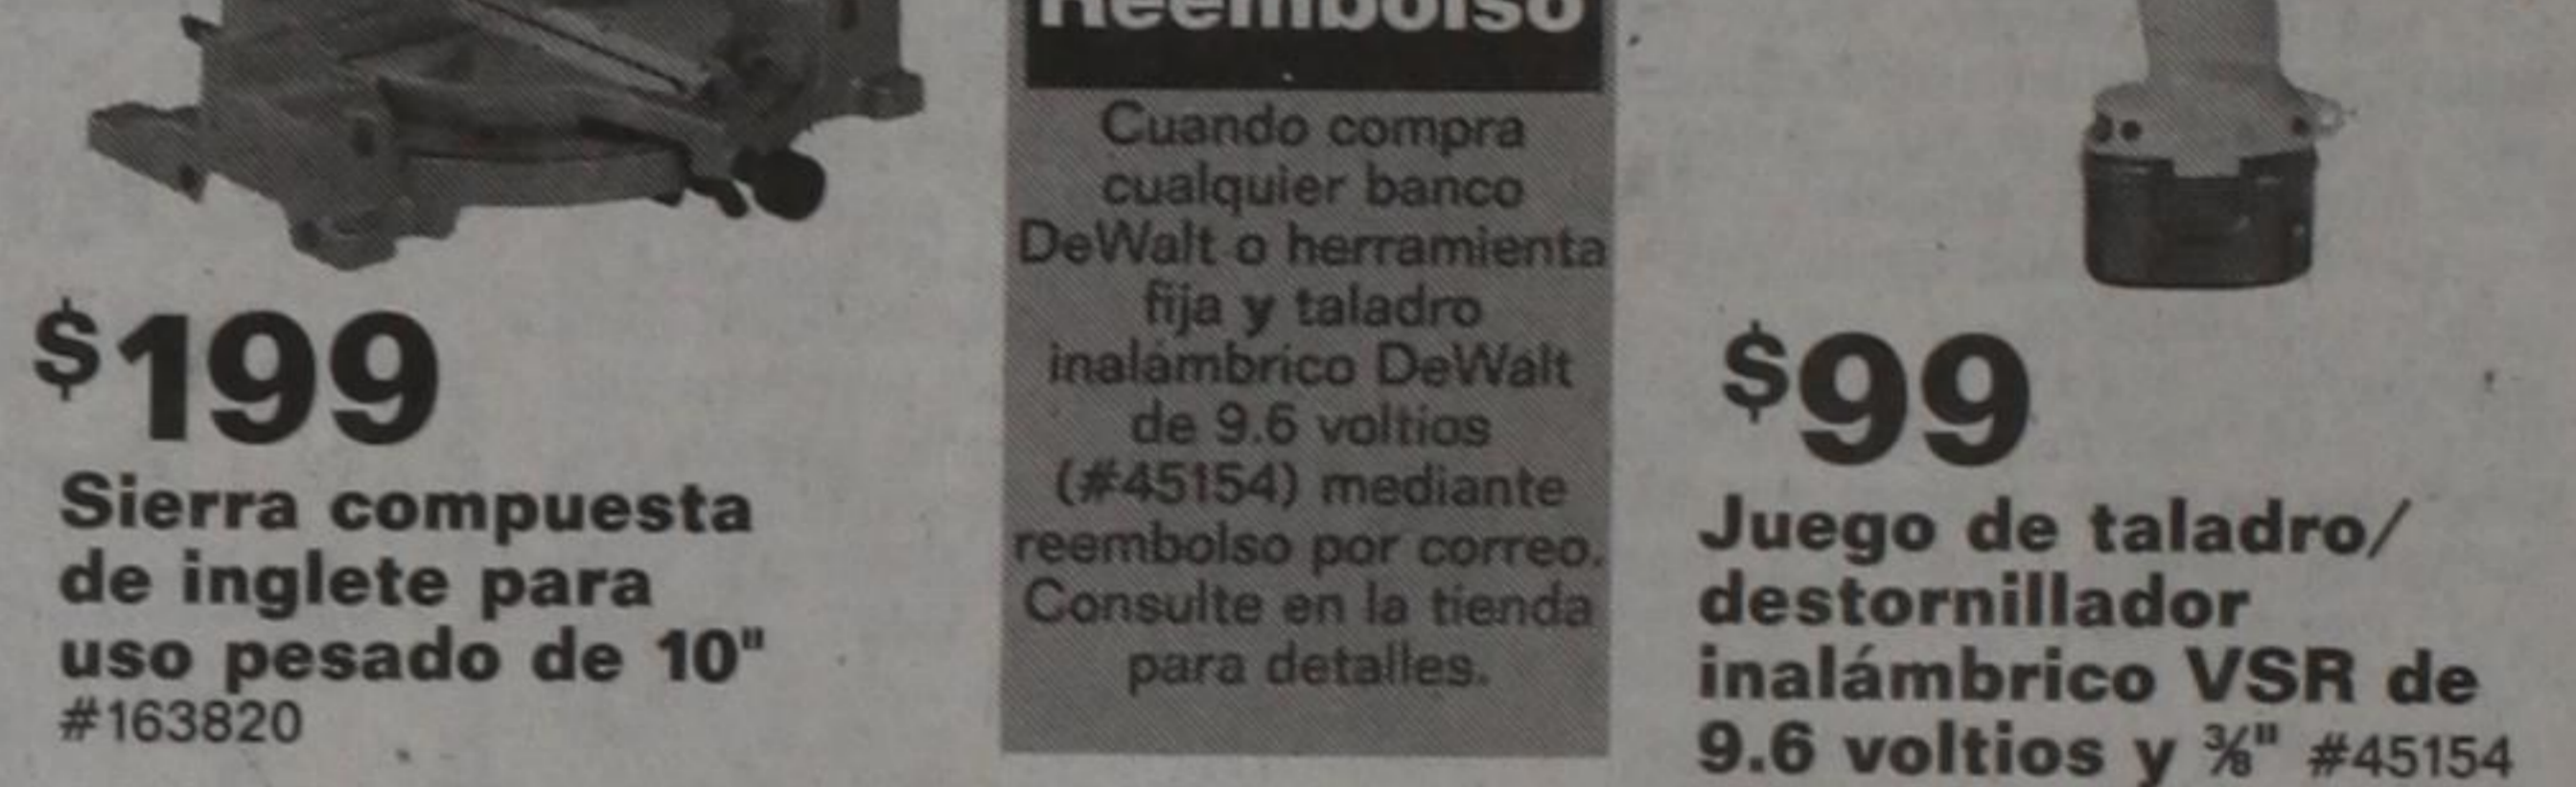 $199
Sierra compuesta
de inglete para
uso pesado de 10"
#163820
Reembolso
Cuando compra
cualquier banco
DeWalt o herramienta
fija y taladro
inalámbrico DeWalt
de 9.6 voltios
(#45154) mediante
reembolso por correo.
Consulte en la tienda
para detalles.
$99
Juego de taladro/
destornillador
inalámbrico VSR de
9.6 voltios y ⅜" #45154